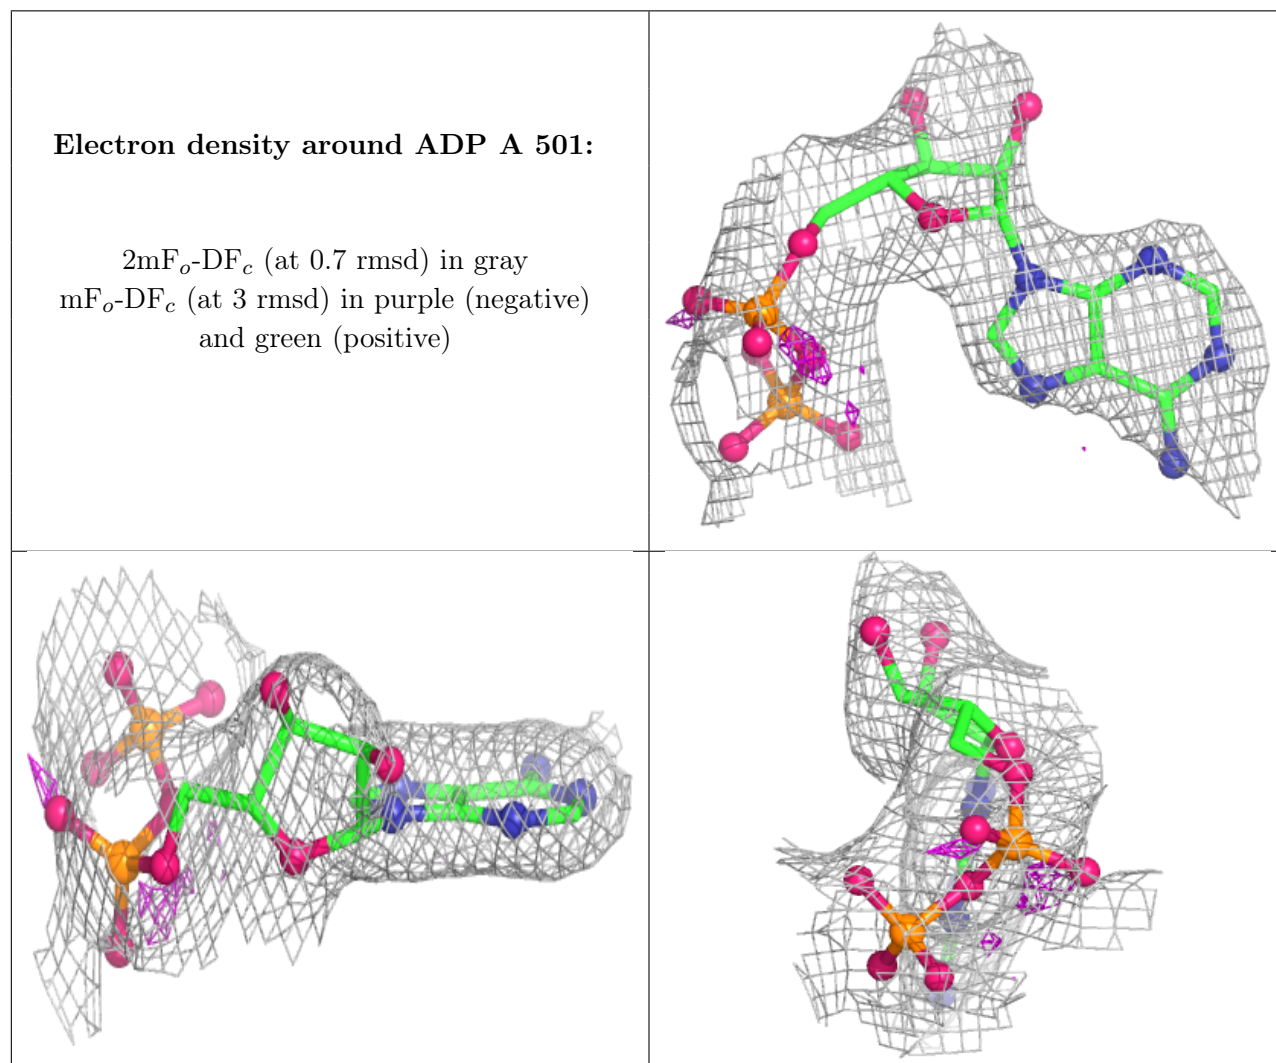 Electron density around ADP A 501:
2mFₒ-DF𝒸 (at 0.7 rmsd) in gray
mFₒ-DF𝒸 (at 3 rmsd) in purple (negative)
and green (positive)